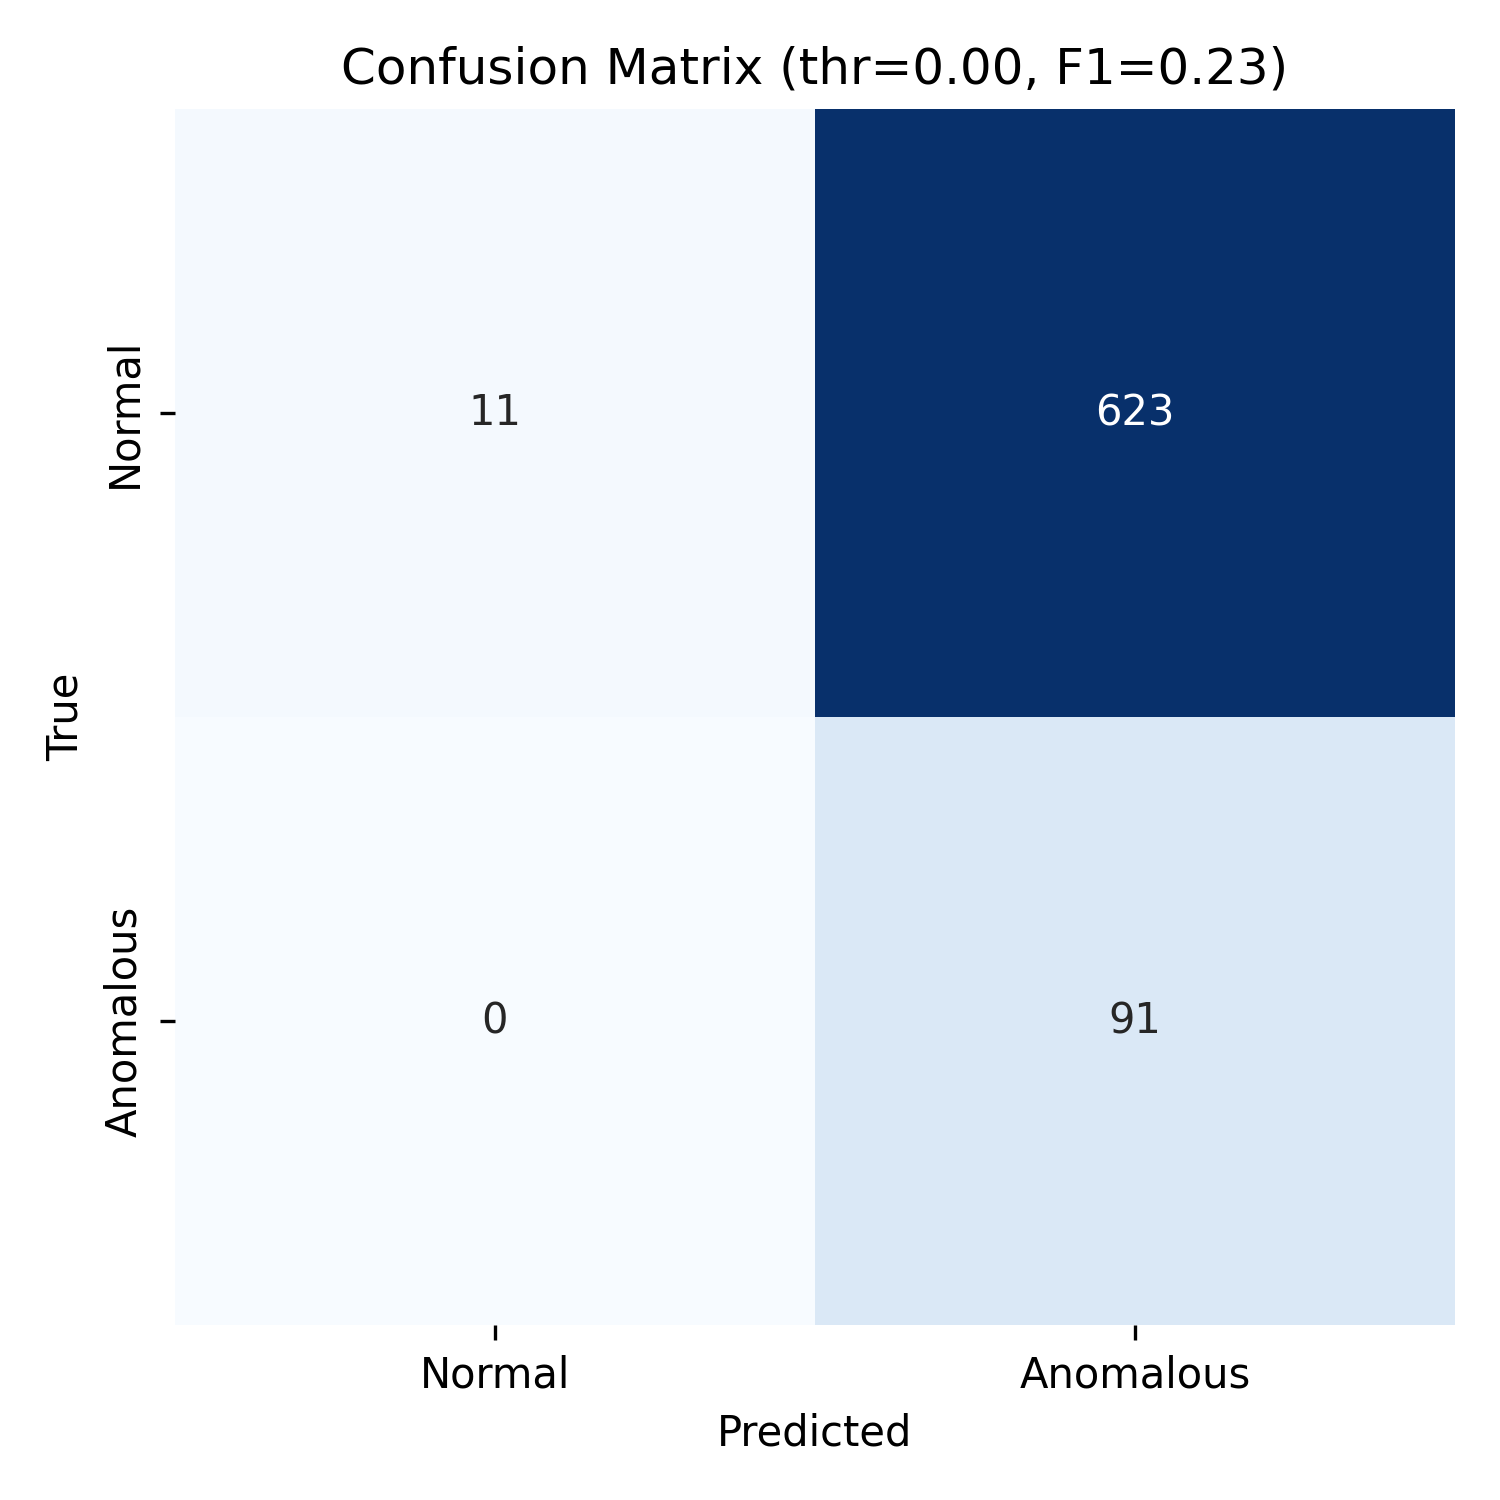 Confusion Matrix (thr=0.00, F1=0.23)
Normal
11
623
True
Anomalous
0
91
Normal
Anomalous
Predicted